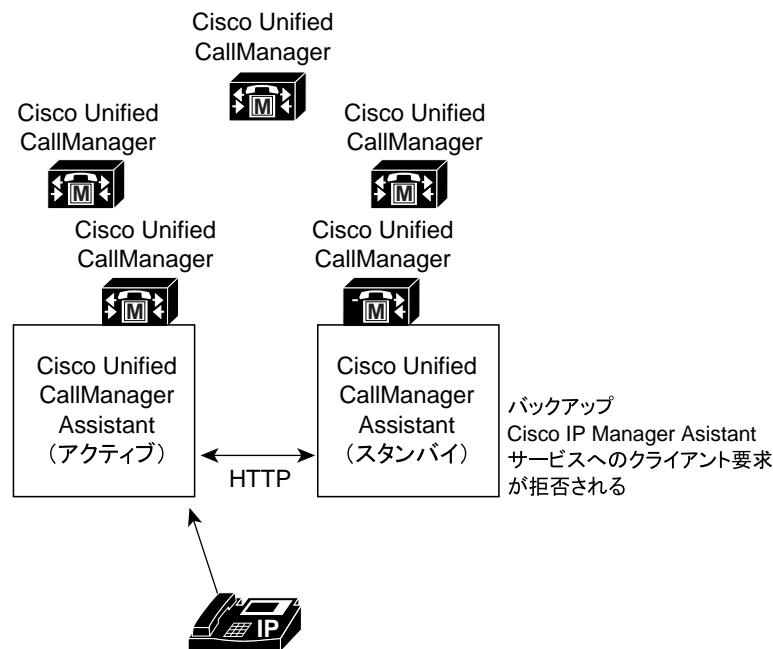 Cisco Unified
CallManager
Cisco Unified
CallManager
M
Cisco Unified
CallManager
M
M
Cisco Unified
CallManager
Cisco Unified
CallManager
M
M
Cisco Unified
CallManager
Assistant
（アクティブ）
HTTP
Cisco Unified
CallManager
Assistant
（スタンバイ）
バックアップ
Cisco IP Manager Asistant
サービスへのクライアント要求
が拒否される
IP